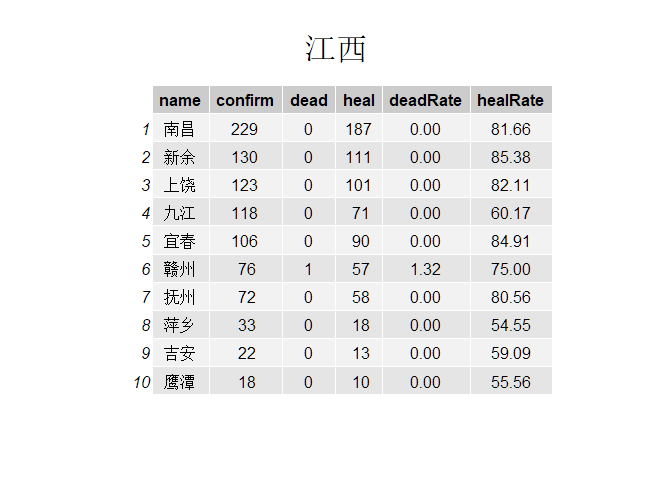 江西
name confirm dead heal deadRate healRate
1 南昌 229 0 187 0.00 81.66
2 新余 130 0 111 0.00 85.38
3 上饶 123 0 101 0.00 82.11
4 九江 118 0 71 0.00 60.17
5 宜春 106 0 90 0.00 84.91
6 赣州 76 1 57 1.32 75.00
7 抚州 72 0 58 0.00 80.56
8 萍乡 33 0 18 0.00 54.55
9 吉安 22 0 13 0.00 59.09
10 鹰潭 18 0 10 0.00 55.56